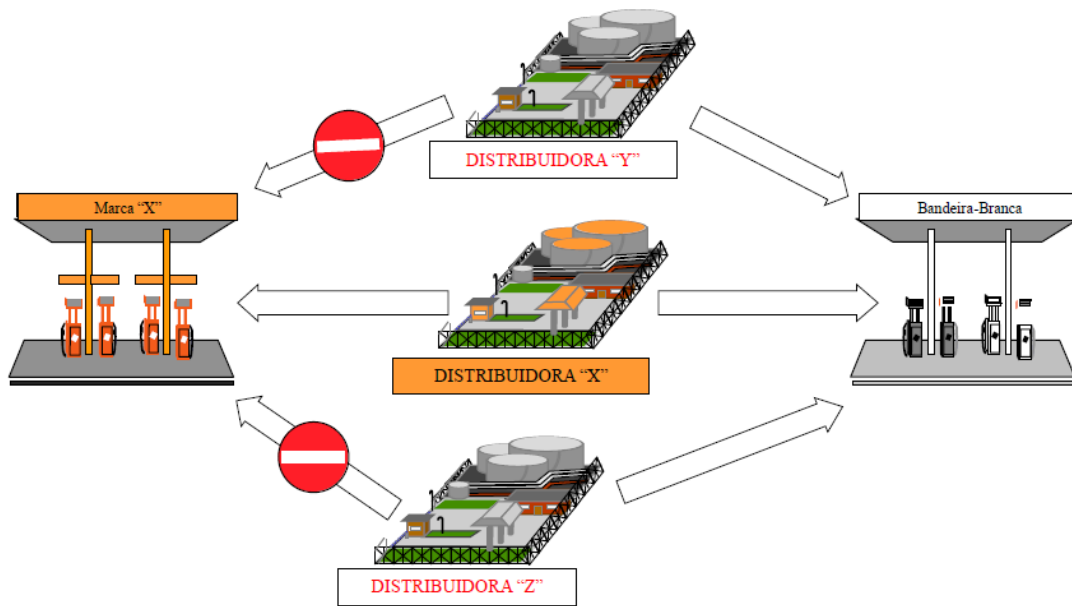 DISTRIBUIDORA “Y”
Marca “X”
Bandeira-Branca
DISTRIBUIDORA “X”
DISTRIBUIDORA “Z”